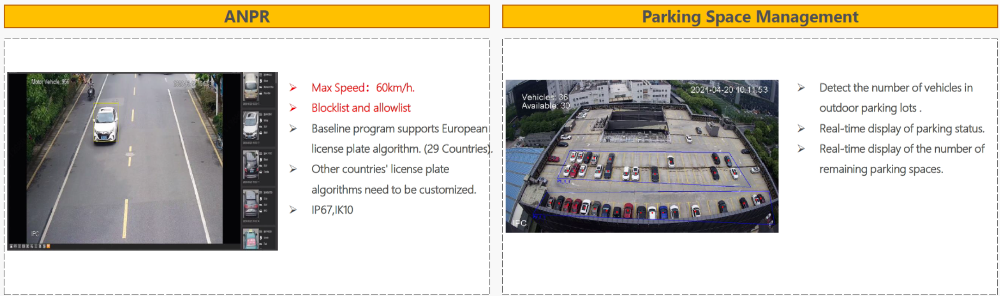 ANPR
Motor Vehicle: 956
IPC
Max Speed： 60km/h.
Blocklist and allowlist
Baseline program supports European
license plate algorithm. (29 Countries).
Other countries' license plate
algorithms need to be customized.
IP67,IK10
Parking Space Management
2021-04-20 10:11:53
Vehicles: 36
Available: 30
PL_1_1
IPC
Detect the number of vehicles in
outdoor parking lots .
Real-time display of parking status.
Real-time display of the number of
remaining parking spaces.